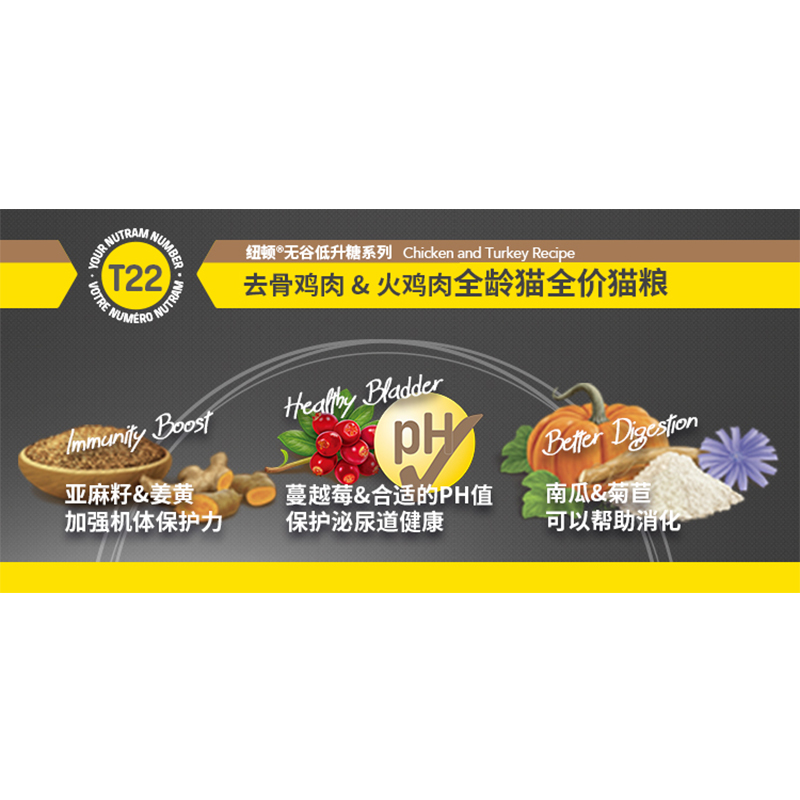 YOUR NUTRAM NUMBER
T22
VOTRE NUMÉRO NUTRAM
纽顿®无谷低升糖系列 Chicken and Turkey Recipe
去骨鸡肉 & 火鸡肉全龄猫全价猫粮
Immunity Boost
亚麻籽&姜黄
加强机体保护力
Healthy Bladder
pH
蔓越莓&合适的PH值
保护泌尿道健康
Better Digestion
南瓜&菊苣
可以帮助消化